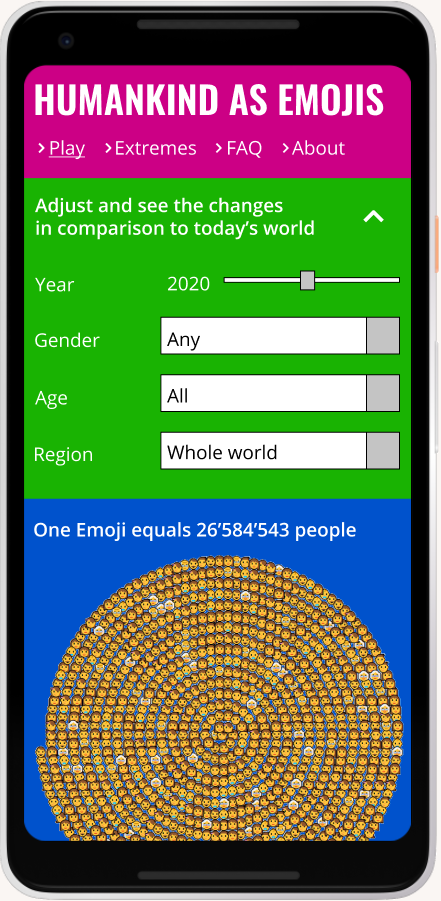 HUMANKIND AS EMOJIS
Play Extremes FAQ About
Adjust and see the changes
in comparison to today’s world
Year 2020
Gender Any
Age All
Region Whole world
One Emoji equals 26’584’543 people